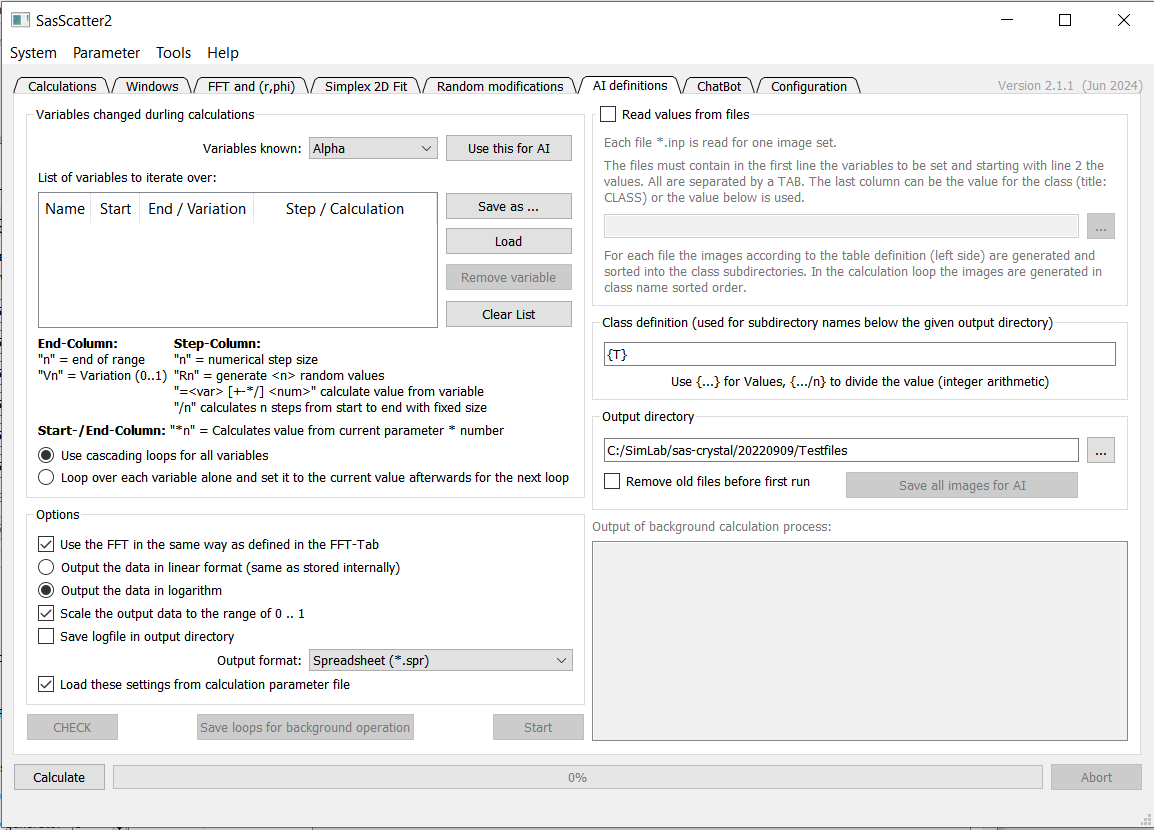 SasScatter2
System Parameter Tools Help
Calculations Windows FFT and (r,phi) Simplex 2D Fit Random modifications AI definitions ChatBot Configuration Version 2.1.1 (Jun 2024)
Variables changed durling calculations
Variables known: Alpha Use this for AI
List of variables to iterate over:
Name Start End / Variation Step / Calculation
Save as ...
Load
Remove variable
Clear List
End-Column: Step-Column:
"n" = end of range "n" = numerical step size
"Vn" = Variation (0..1) "Rn" = generate <n> random values
"=<var> [+-*/] <num>" calculate value from variable
"/n" calculates n steps from start to end with fixed size
Start-/End-Column: "*n" = Calculates value from current parameter * number
Use cascading loops for all variables
Loop over each variable alone and set it to the current value afterwards for the next loop
Options
Use the FFT in the same way as defined in the FFT-Tab
Output the data in linear format (same as stored internally)
Output the data in logarithm
Scale the output data to the range of 0 .. 1
Save logfile in output directory
Output format: Spreadsheet (*.spr)
Load these settings from calculation parameter file
CHECK Save loops for background operation Start
Read values from files
Each file *.inp is read for one image set.
The files must contain in the first line the variables to be set and starting with line 2 the
values. All are separated by a TAB. The last column can be the value for the class (title:
CLASS) or the value below is used.
...
For each file the images according to the table definition (left side) are generated and
sorted into the class subdirectories. In the calculation loop the images are generated in
class name sorted order.
Class definition (used for subdirectory names below the given output directory)
{T}
Use {...} for Values, {.../n} to divide the value (integer arithmetic)
Output directory
C:/SimLab/sas-crystal/20220909/Testfiles ...
Remove old files before first run Save all images for AI
Output of background calculation process:
Calculate 0% Abort